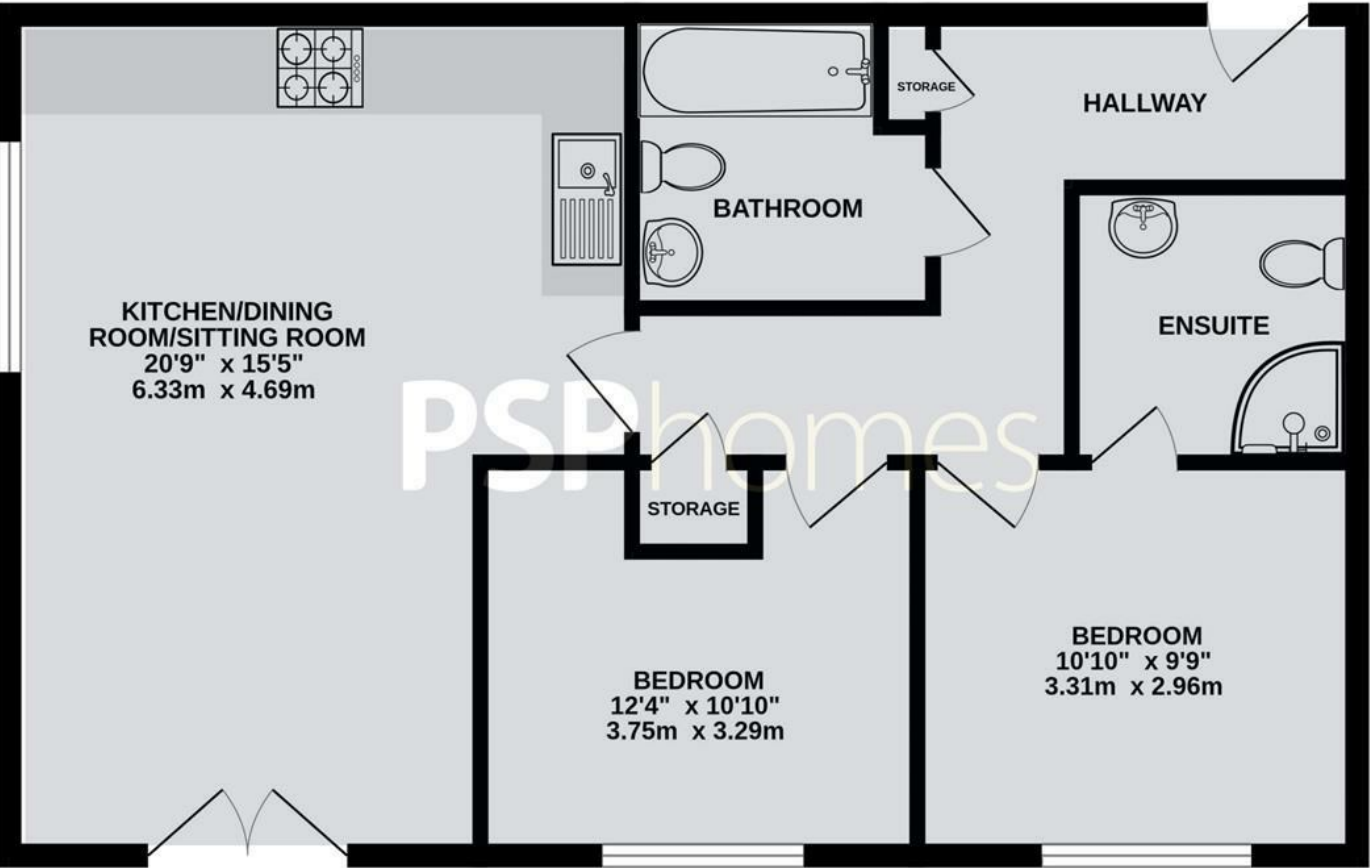 STORAGE
HALLWAY
BATHROOM
KITCHEN/DINING
ROOM/SITTING ROOM
20'9" x 15'5"
6.33m x 4.69m
ENSUITE
PSPhomes
STORAGE
BEDROOM
12'4" x 10'10"
3.75m x 3.29m
BEDROOM
10'10" x 9'9"
3.31m x 2.96m